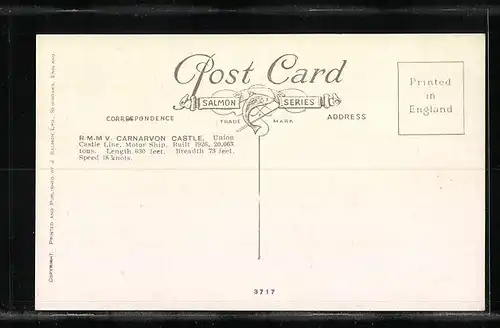 Post Card
SALMON SERIES
TRADE MARK
CORRESPONDENCE
ADDRESS
Printed
in
England
R.M.M.V. CARNARVON CASTLE. Union
Castle Line, Motor Ship. Built 1926, 20,063
tons. Length 630 feet. Breadth 73 feet.
Speed 18 knots.
COPYRIGHT. PRINTED AND PUBLISHED BY J. SALMON LTD., SEVENOAKS, ENGLAND.
3717